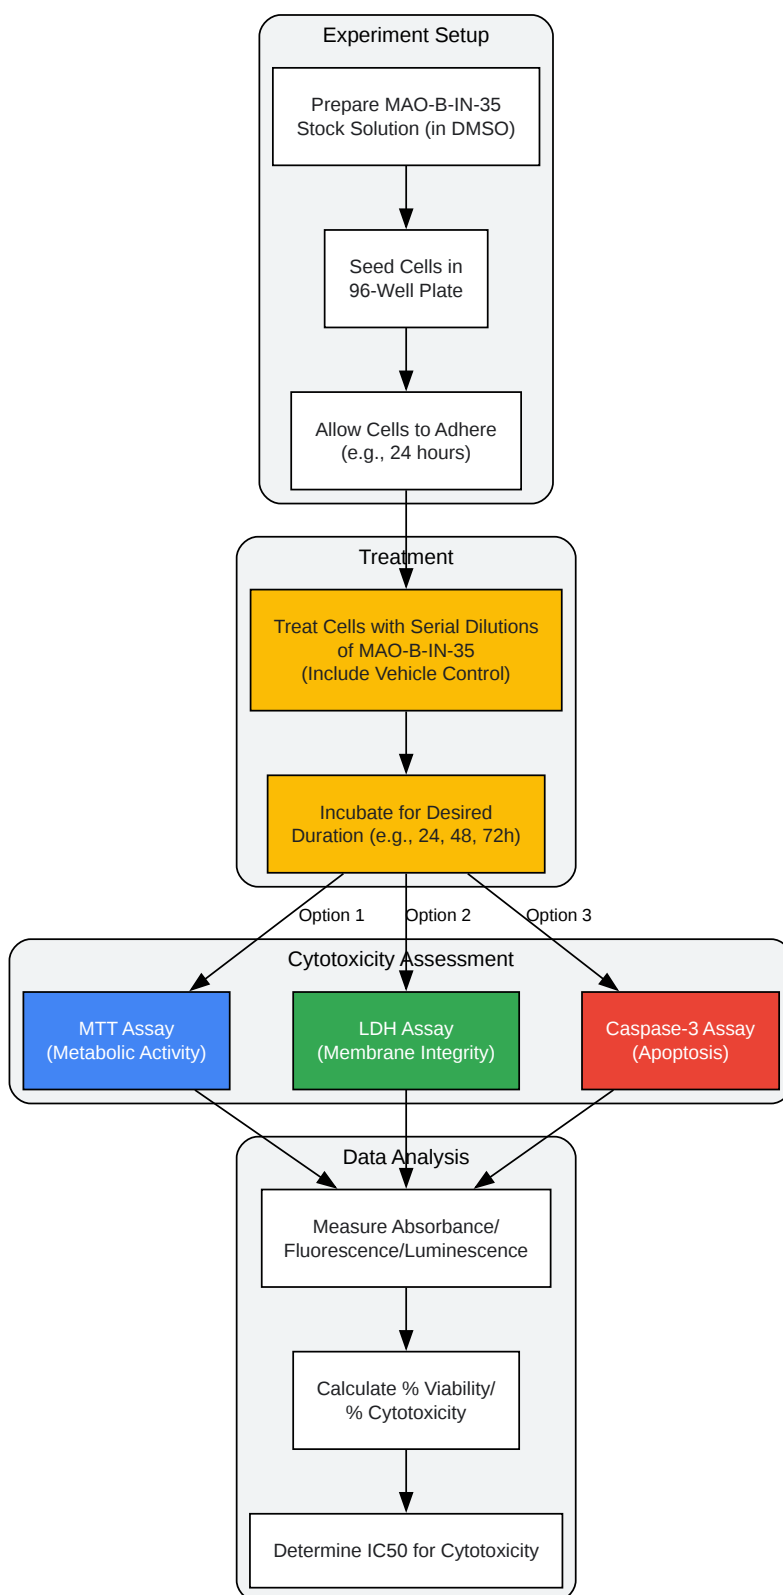 Experiment Setup
Prepare MAO-B-IN-35
Stock Solution (in DMSO)
Seed Cells in
96-Well Plate
Allow Cells to Adhere
(e.g., 24 hours)
Treatment
Treat Cells with Serial Dilutions
of MAO-B-IN-35
(Include Vehicle Control)
Incubate for Desired
Duration (e.g., 24, 48, 72h)
Option 1
Option 2
Option 3
Cytotoxicity Assessment
MTT Assay
(Metabolic Activity)
LDH Assay
(Membrane Integrity)
Caspase-3 Assay
(Apoptosis)
Data Analysis
Measure Absorbance/
Fluorescence/Luminescence
Calculate % Viability/
% Cytotoxicity
Determine IC50 for Cytotoxicity